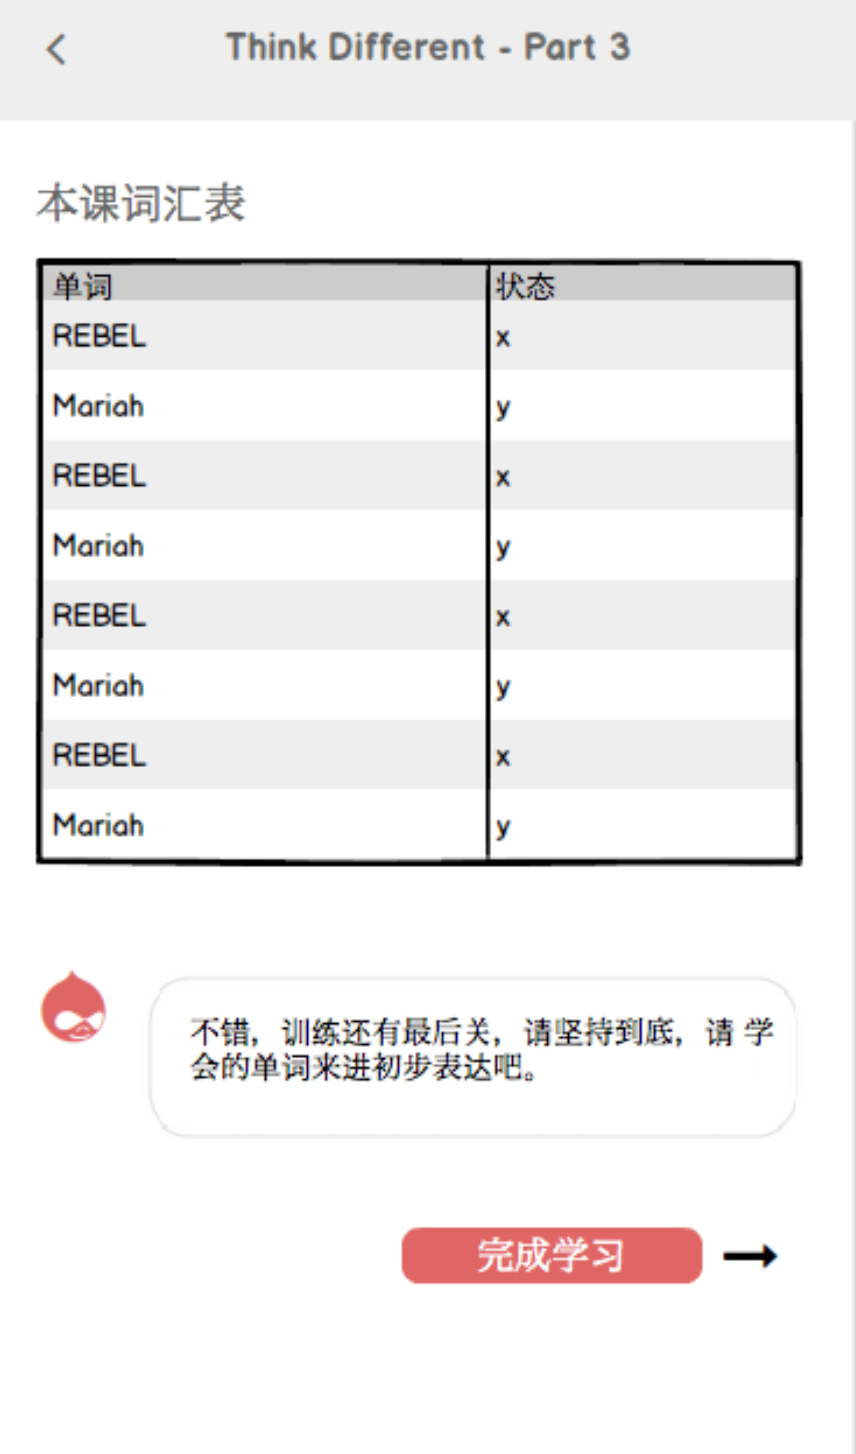 Think Different - Part 3
本课词汇表
单词 状态
REBEL x
Mariah y
REBEL x
Mariah y
REBEL x
Mariah y
REBEL x
Mariah y
不错，训练还有最后关，请坚持到底，请 学
会的单词来进初步表达吧。
完成学习